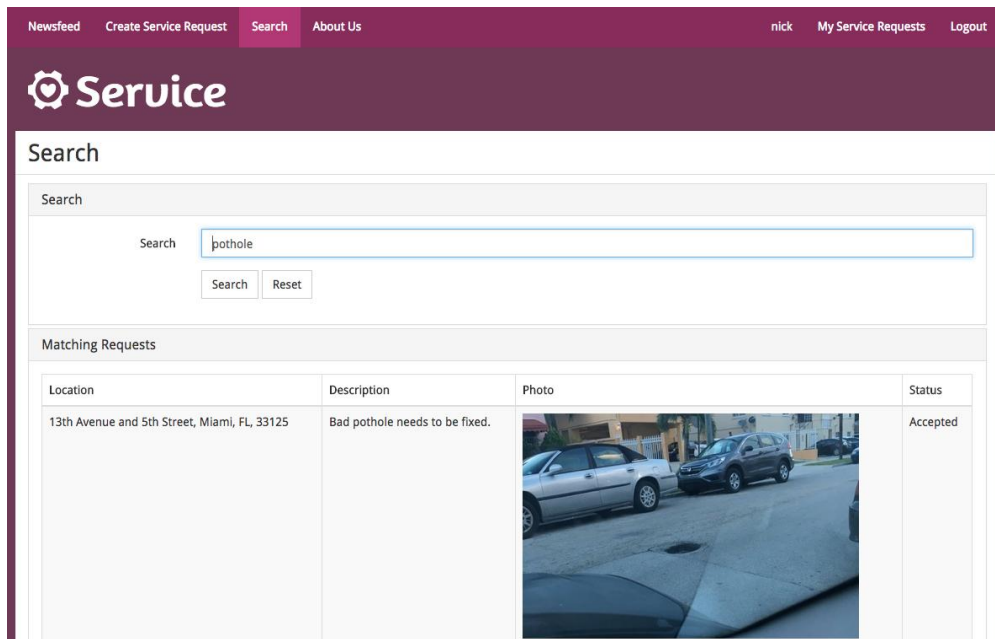 Newsfeed Create Service Request Search About Us nick My Service Requests Logout
Service
Search
Search
Search pothole
Search Reset
Matching Requests
Location Description Photo Status
13th Avenue and 5th Street, Miami, FL, 33125 Bad pothole needs to be fixed. Accepted